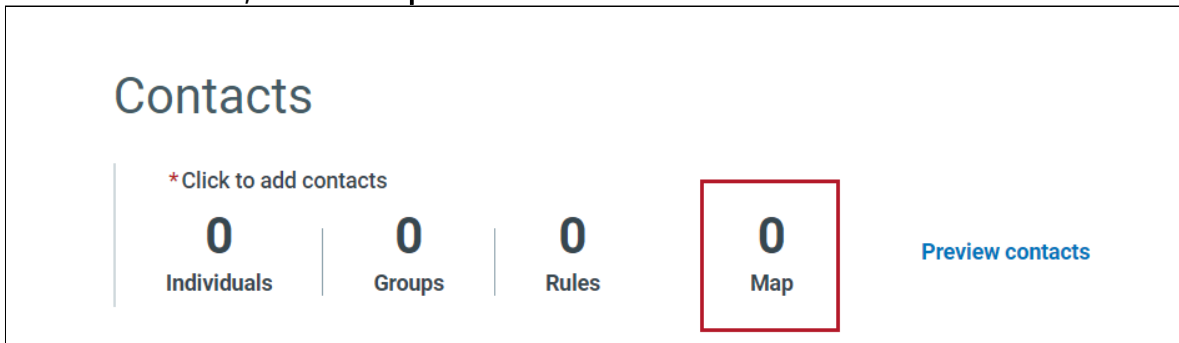 Contacts
*Click to add contacts
0 0 0 0
Individuals Groups Rules Map
Preview contacts